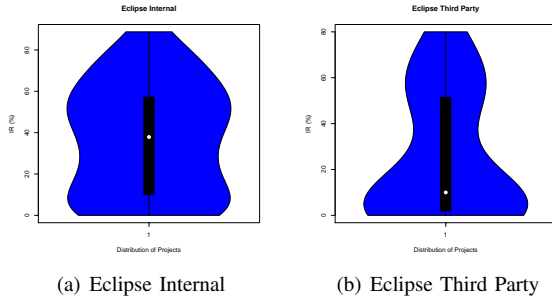 Eclipse Internal
IR (%)
0
20
40
60
80
1
Distribution of Projects
(a) Eclipse Internal
Eclipse Third Party
IR (%)
0
20
40
60
80
1
Distribution of Projects
(b) Eclipse Third Party